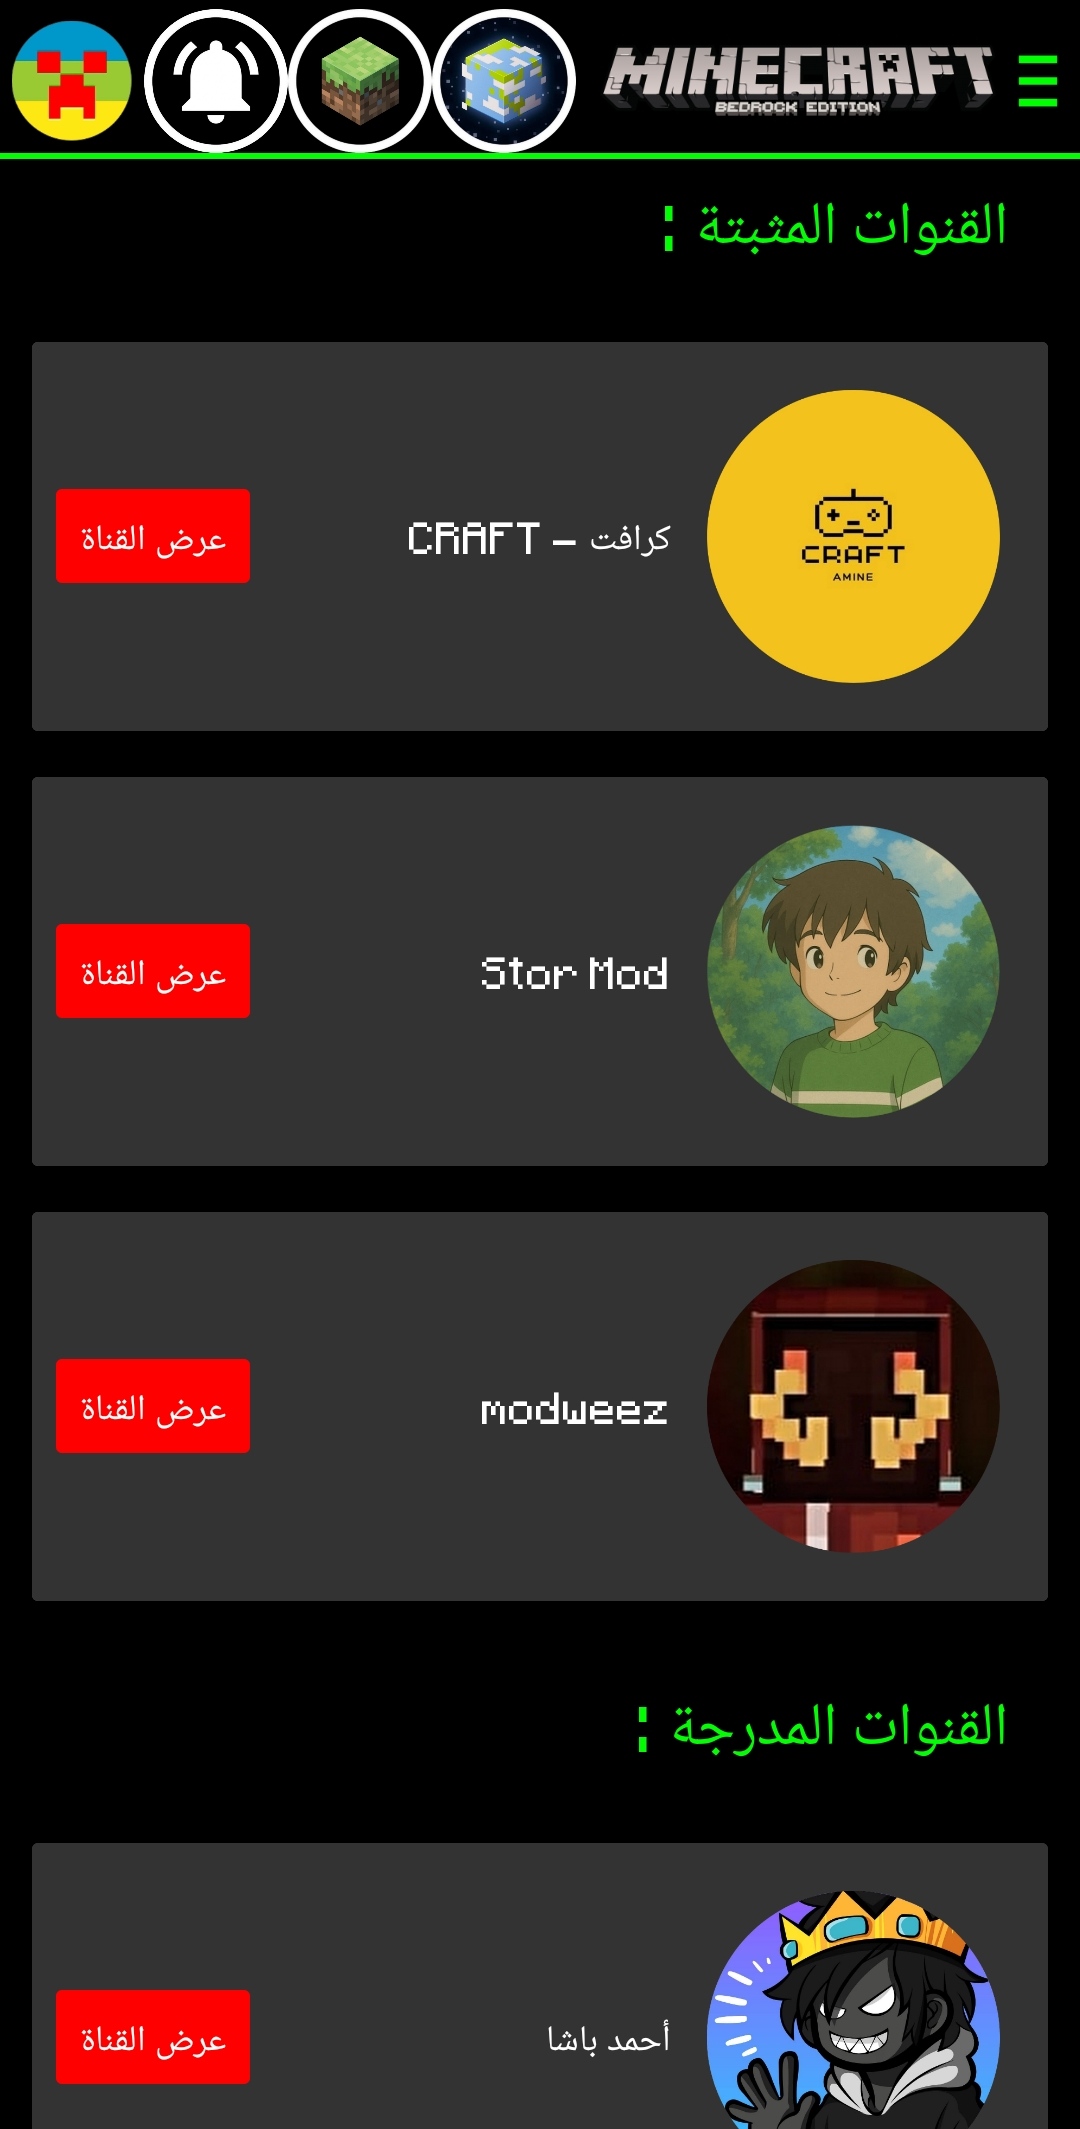 MINECRAFT
BEDROCK EDITION
القنوات المثبتة :
CRAFT
AMINE
كرافت - CRAFT
عرض القناة
Stor Mod
عرض القناة
modweez
عرض القناة
القنوات المدرجة :
أحمد باشا
عرض القناة